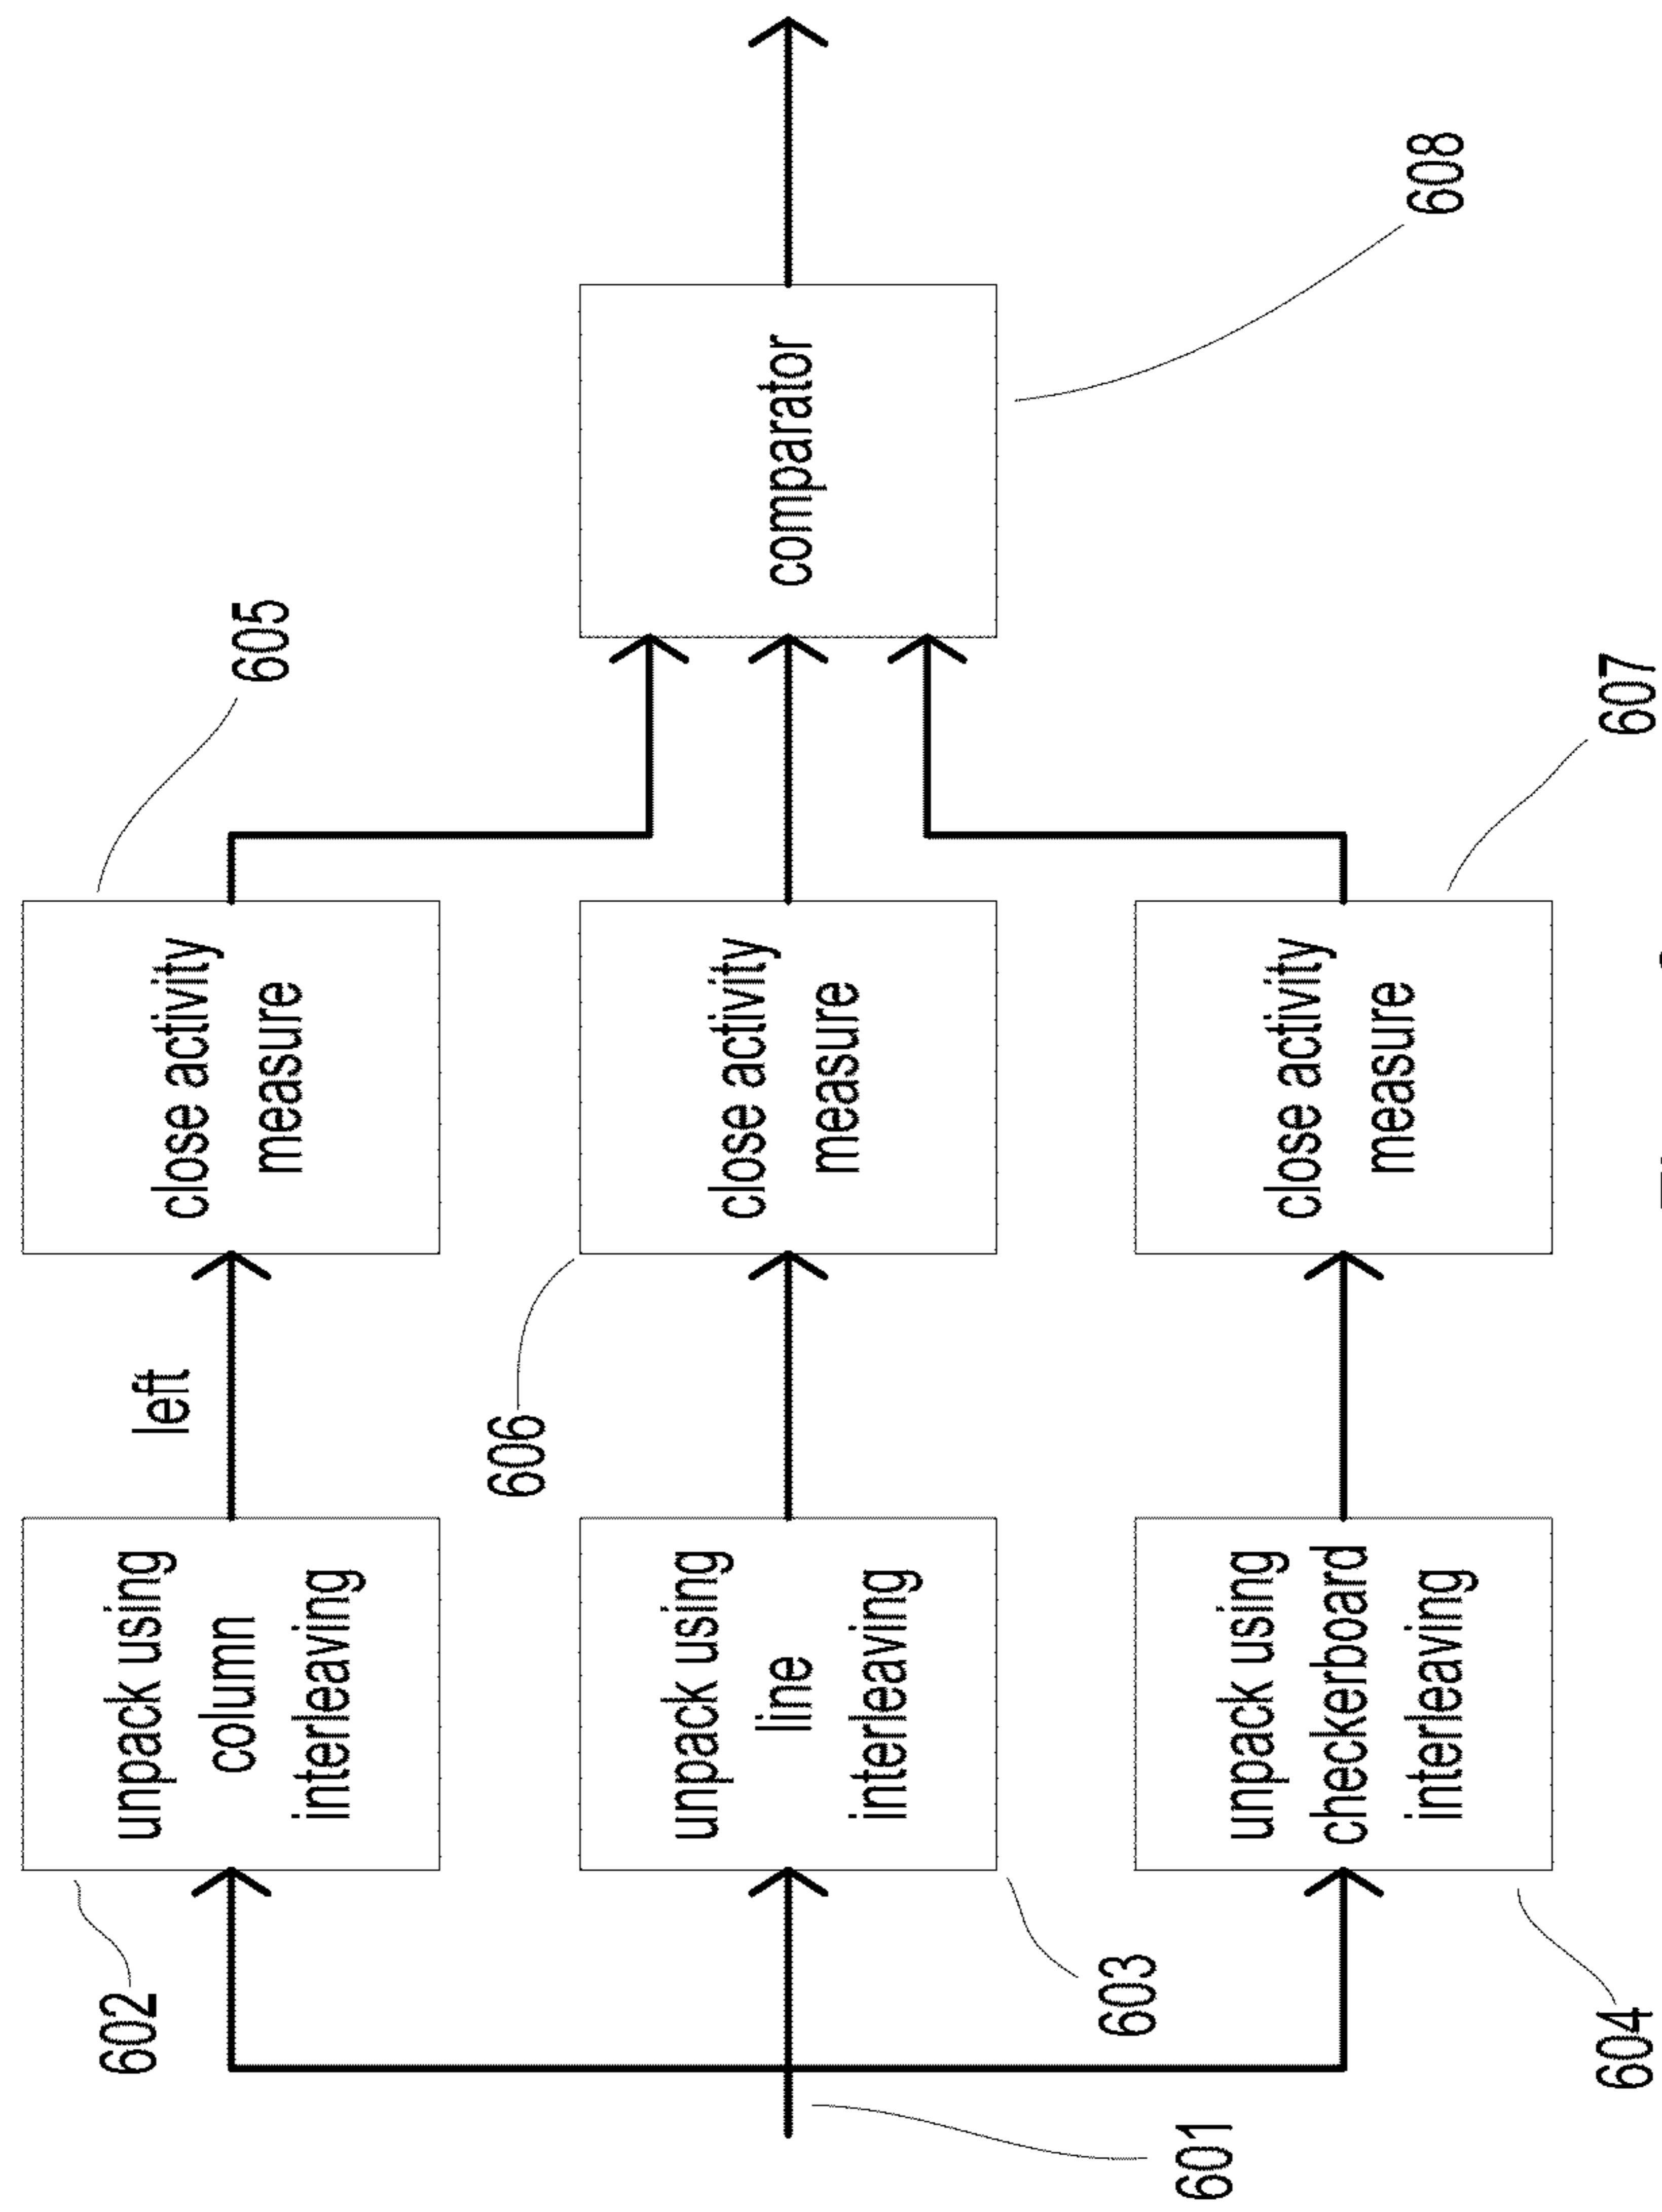 602
unpack using
column
interleaving
left
close activity
measure
605
601
603
unpack using
line
interleaving
606
close activity
measure
comparator
608
604
unpack using
checkerboard
interleaving
close activity
measure
607